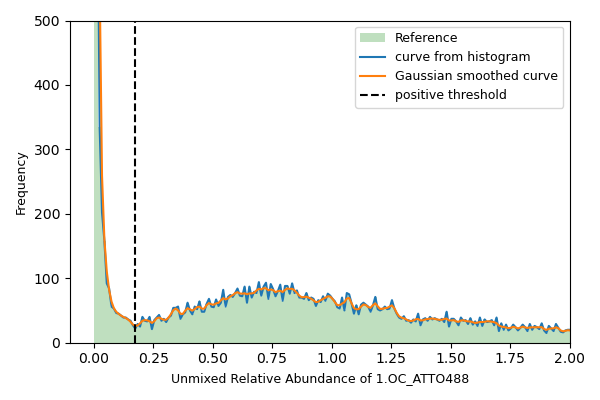 500
400
300
200
100
0
Frequency
Reference
curve from histogram
Gaussian smoothed curve
positive threshold
0.00 0.25 0.50 0.75 1.00 1.25 1.50 1.75 2.00
Unmixed Relative Abundance of 1.OC_ATTO488